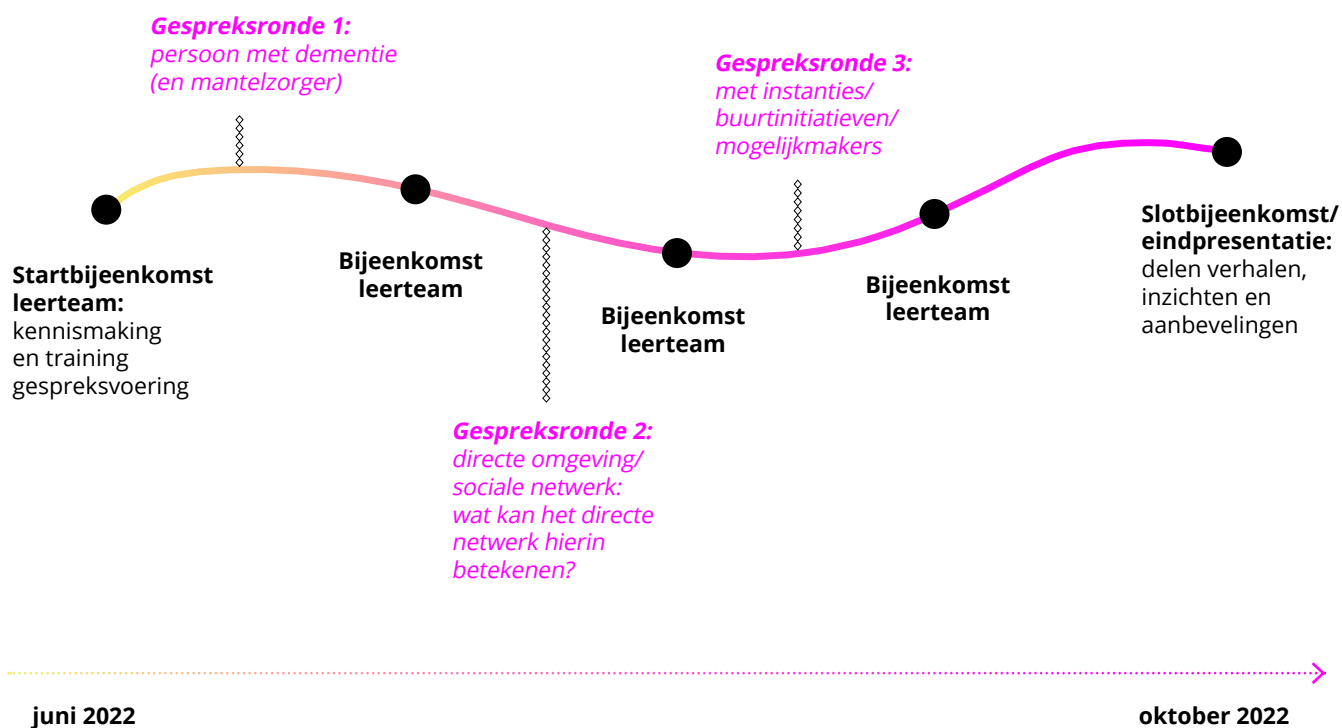 Gespreksronde 1:
persoon met dementie
(en mantelzorger)
Gespreksronde 3:
met instanties/
buurtinitiatieven/
mogelijkmakers
Startbijeenkomst
leerteam:
kennismaking
en training
gespreksvoering
Bijeenkomst
leerteam
Bijeenkomst
leerteam
Bijeenkomst
leerteam
Slotbijeenkomst/
eindpresentatie:
delen verhalen,
inzichten en
aanbevelingen
Gespreksronde 2:
directe omgeving/
sociale netwerk:
wat kan het directe
netwerk hierin
betekenen?
juni 2022
oktober 2022